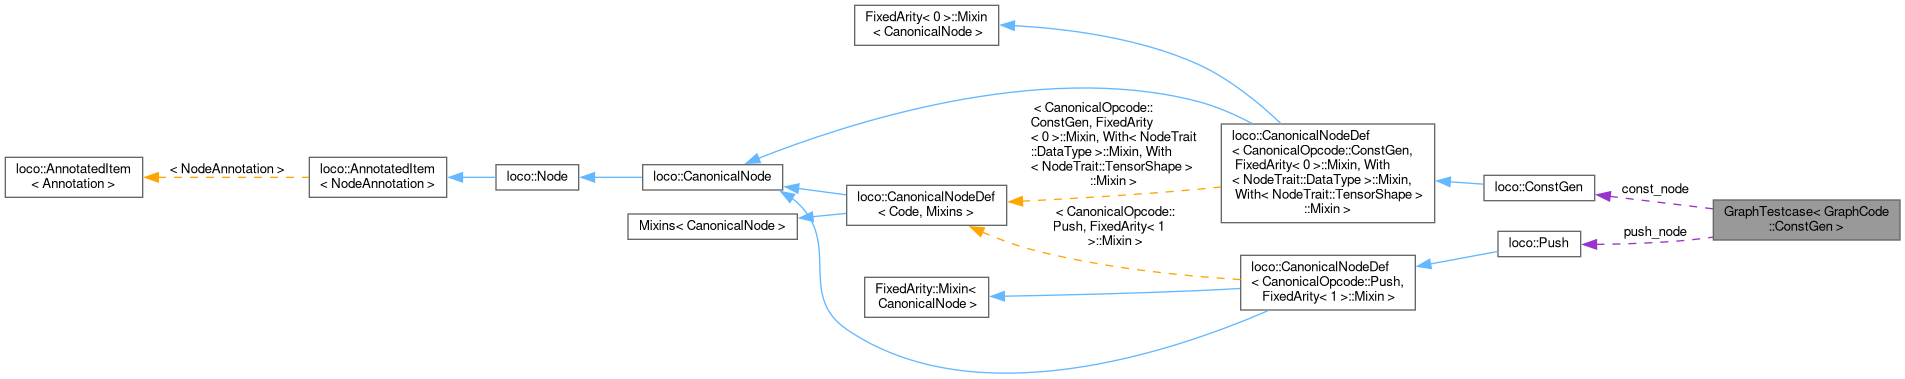 FixedArity< 0 >::Mixin
< CanonicalNode >
loco::AnnotatedItem
< Annotation >
< NodeAnnotation >
loco::AnnotatedItem
< NodeAnnotation >
loco::Node
loco::CanonicalNode
Mixins< CanonicalNode >
loco::CanonicalNodeDef
< Code, Mixins >
FixedArity::Mixin<
CanonicalNode >
< CanonicalOpcode::
ConstGen, FixedArity
< 0 >::Mixin, With< NodeTrait
::DataType >::Mixin, With
< NodeTrait::TensorShape >
::Mixin >
< CanonicalOpcode::
Push, FixedArity< 1
>::Mixin >
loco::CanonicalNodeDef
< CanonicalOpcode::ConstGen,
FixedArity< 0 >::Mixin, With
< NodeTrait::DataType >::Mixin,
With< NodeTrait::TensorShape >
::Mixin >
loco::CanonicalNodeDef
< CanonicalOpcode::Push,
FixedArity< 1 >::Mixin >
loco::ConstGen
loco::Push
const_node
push_node
GraphTestcase< GraphCode
::ConstGen >